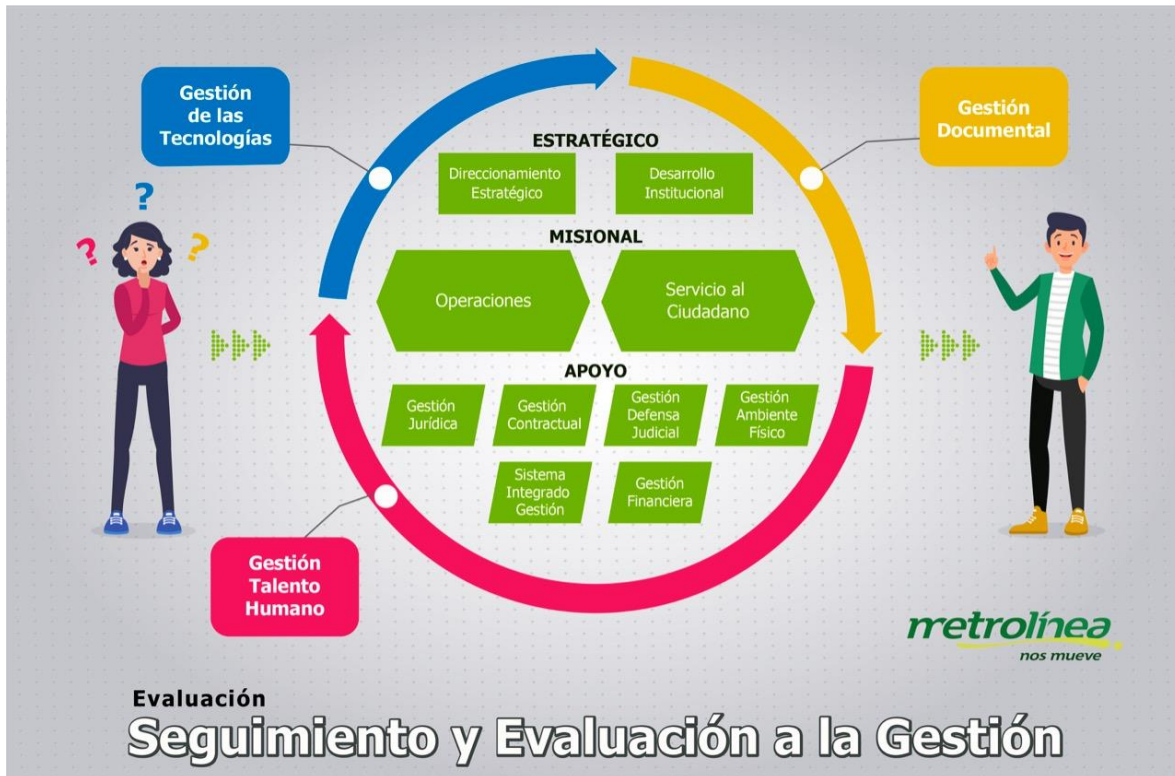 Gestión
de las
Tecnologías
Gestión
Documental
ESTRATÉGICO
Direccionamiento
Estratégico
Desarrollo
Institucional
?
?
?
MISIONAL
Operaciones
Servicio al
Ciudadano
APOYO
Gestión
Jurídica
Gestión
Contractual
Gestión
Defensa
Judicial
Gestión
Ambiente
Físico
Sistema
Integrado
Gestión
Gestión
Financiera
Gestión
Talento
Humano
metrolínea
nos mueve
Evaluación
Seguimiento y Evaluación a la Gestión